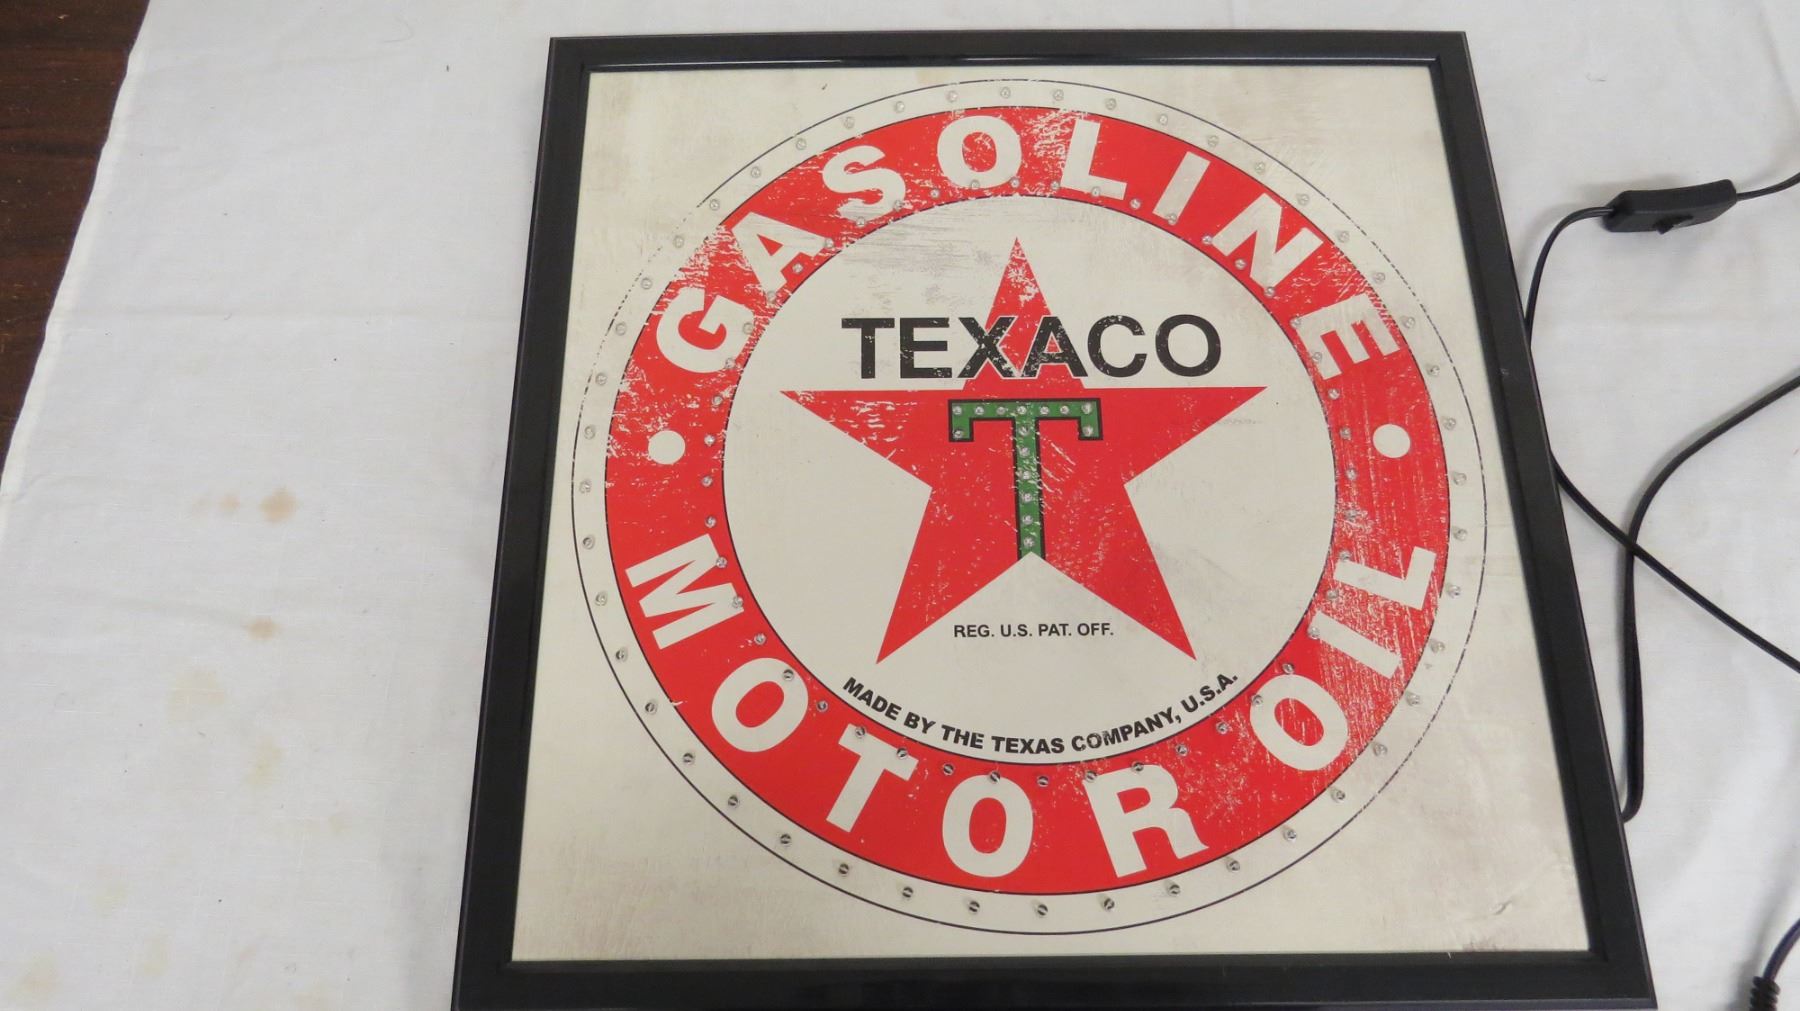 GASOLINE
TEXACO
T
REG. U.S. PAT. OFF.
MADE BY THE TEXAS COMPANY, U.S.A.
MOTOR OIL